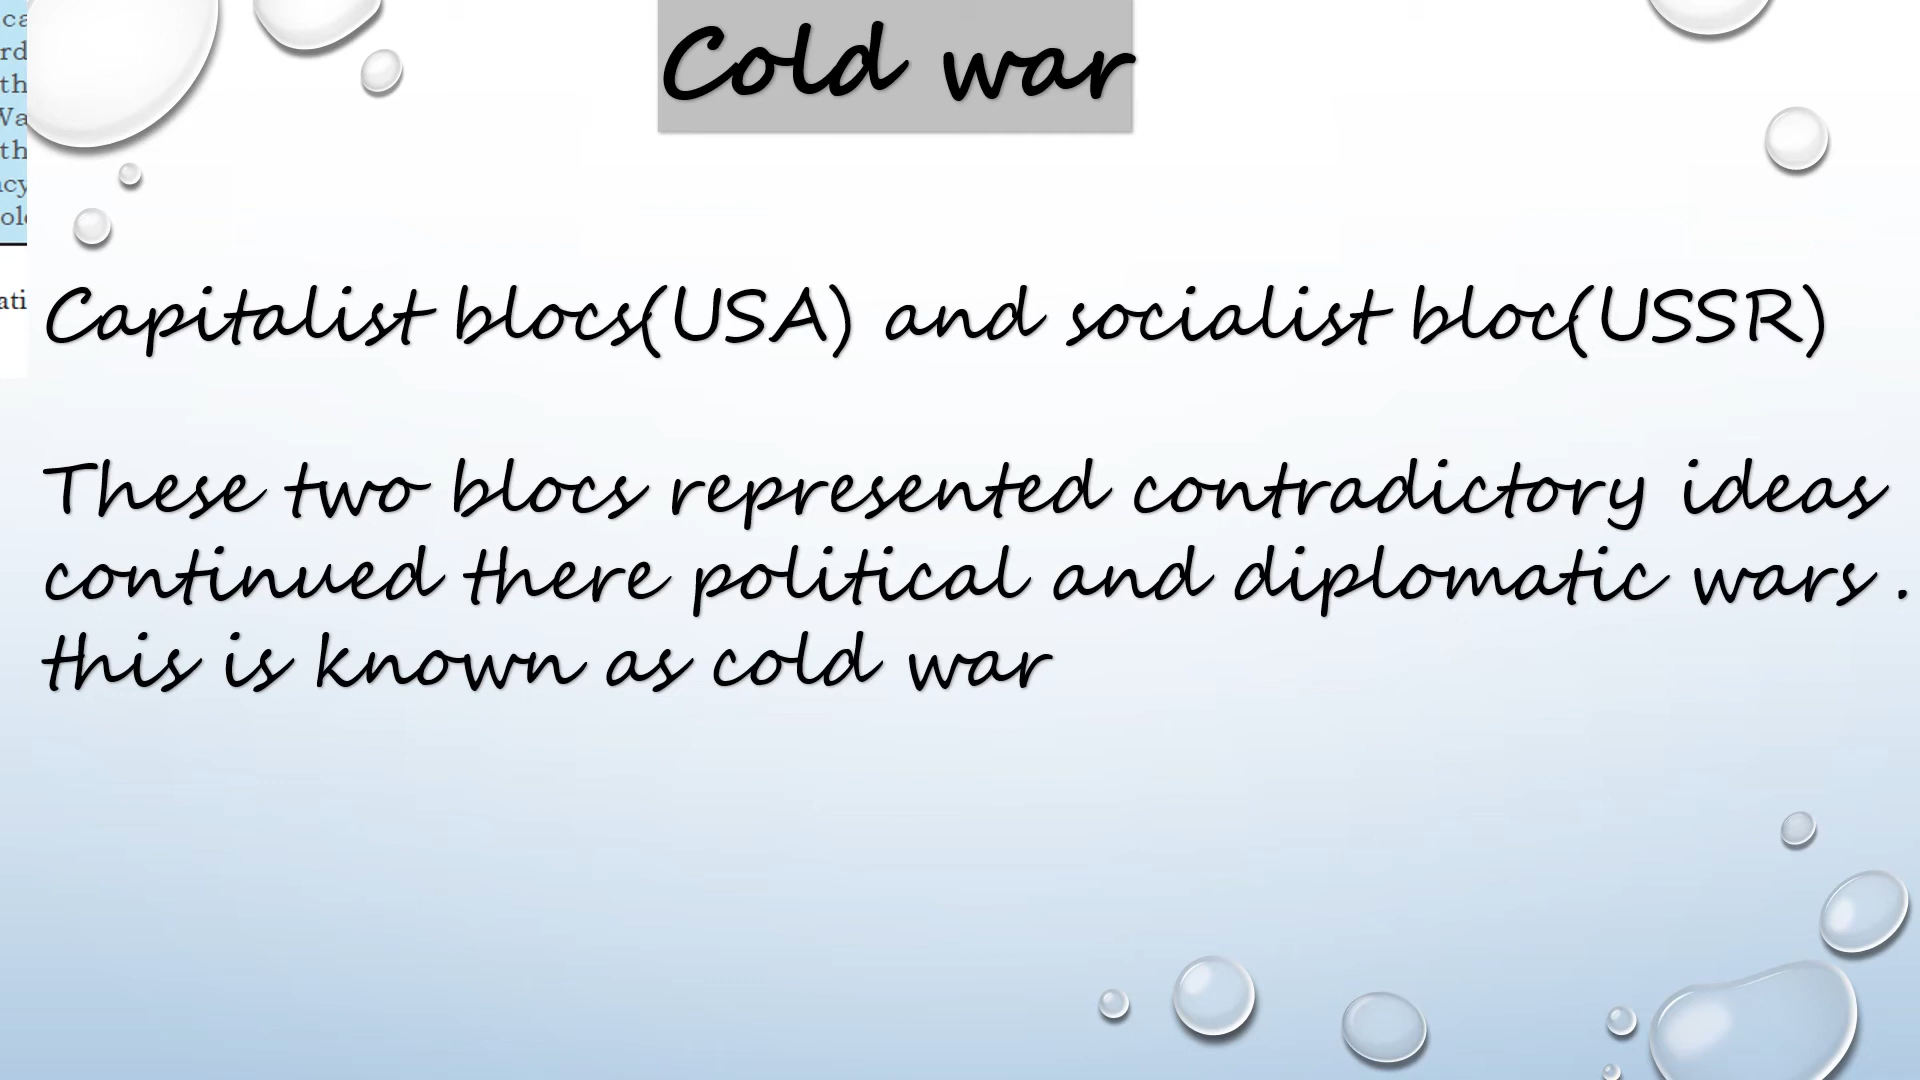 Cold war
Capitalist blocs(USA) and socialist bloc(USSR)
These two blocs represented contradictory ideas
continued there political and diplomatic wars .
this is known as cold war